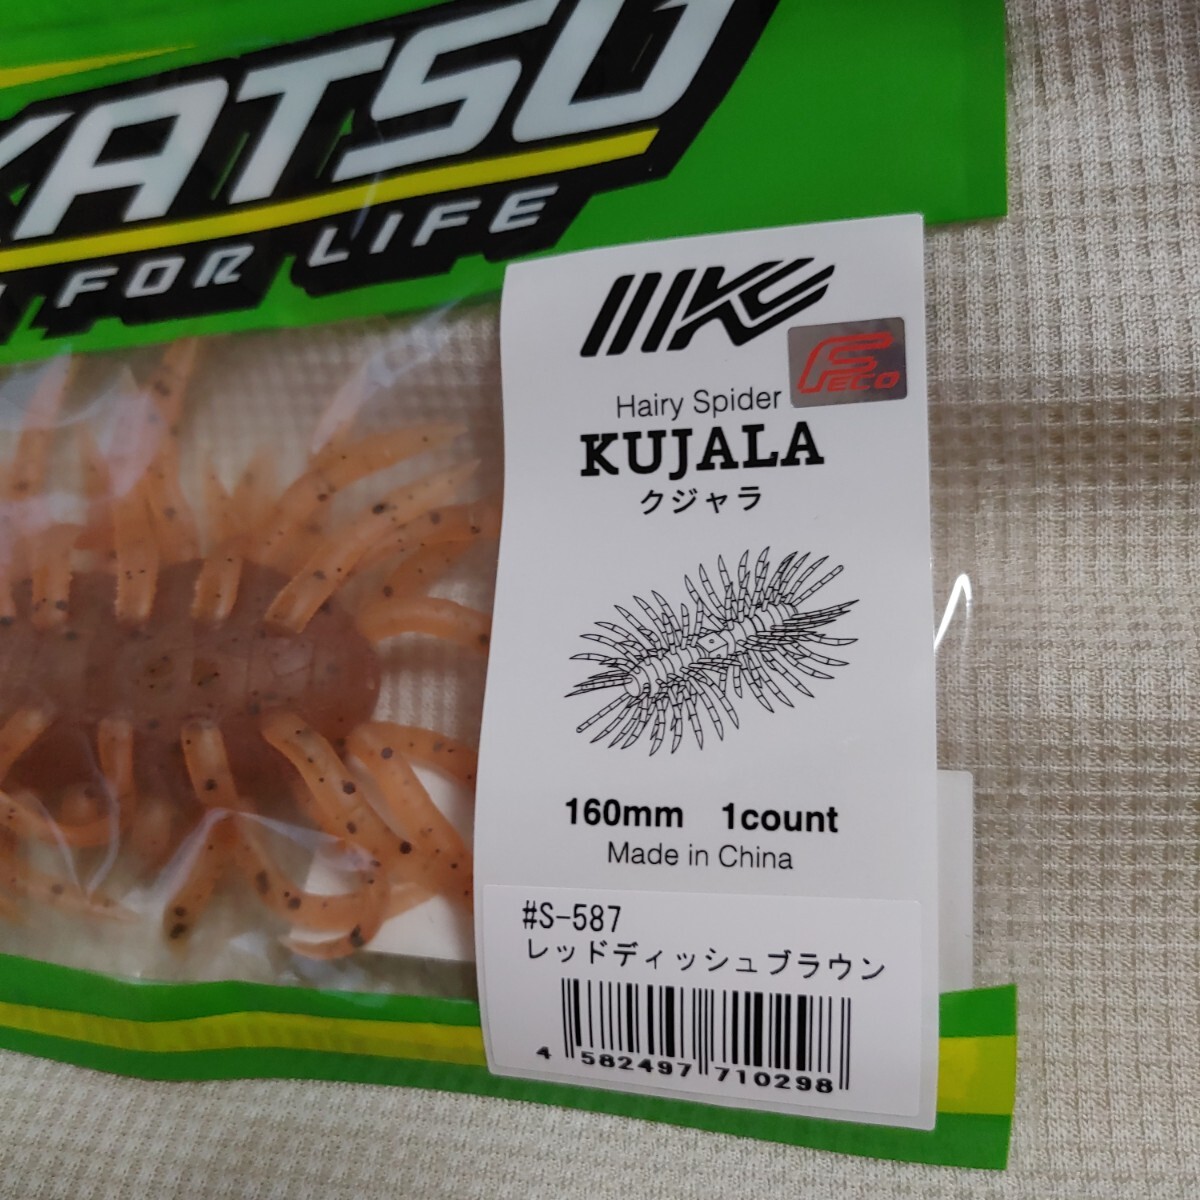 KATSU
FOR LIFE
Hairy Spider
FECO
KUJALA
クジャラ
160mm 1count
Made in China
#S-587
レッドディッシュブラウン
4 582497 710298